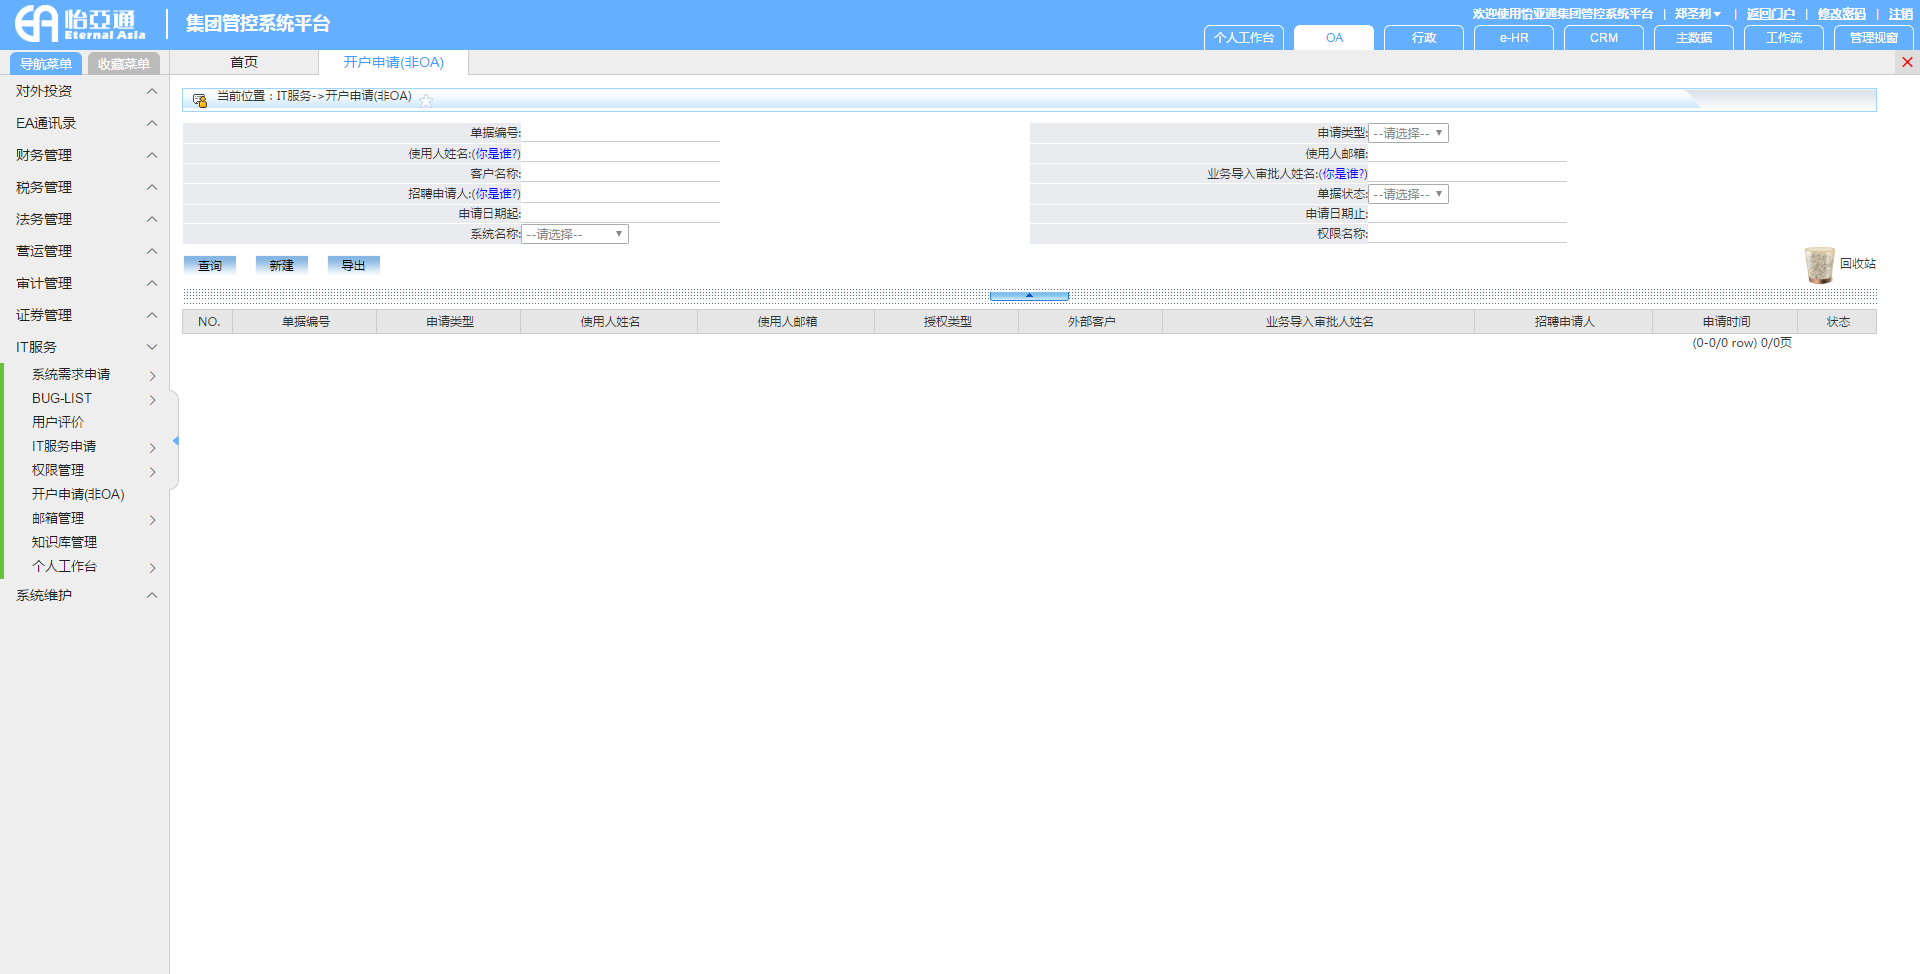 怡亞通
Eternal Asia
集团管控系统平台
欢迎使用怡亚通集团管控系统平台 | 郑圣利 | 返回门户 | 修改密码 | 注销
个人工作台 OA 行政 e-HR CRM 主数据 工作流 管理视窗
导航菜单 收藏菜单 首页 开户申请(非OA)
对外投资
EA通讯录
财务管理
税务管理
法务管理
营运管理
审计管理
证券管理
IT服务
系统需求申请
BUG-LIST
用户评价
IT服务申请
权限管理
开户申请(非OA)
邮箱管理
知识库管理
个人工作台
系统维护
当前位置：IT服务->开户申请(非OA)
单据编号: 申请类型: --请选择--
使用人姓名:(你是谁?) 使用人邮箱:
客户名称: 业务导入审批人姓名:(你是谁?)
招聘申请人:(你是谁?) 单据状态: --请选择--
申请日期起: 申请日期止:
系统名称: --请选择-- 权限名称:
查询 新建 导出 回收站
NO. 单据编号 申请类型 使用人姓名 使用人邮箱 授权类型 外部客户 业务导入审批人姓名 招聘申请人 申请时间 状态
(0-0/0 row) 0/0页